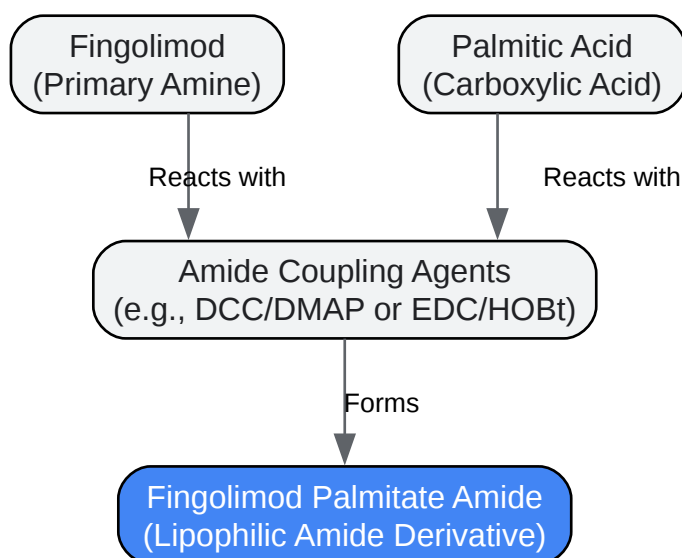 Fingolimod
(Primary Amine)
Palmitic Acid
(Carboxylic Acid)
Reacts with
Reacts with
Amide Coupling Agents
(e.g., DCC/DMAP or EDC/HOBt)
Forms
Fingolimod Palmitate Amide
(Lipophilic Amide Derivative)